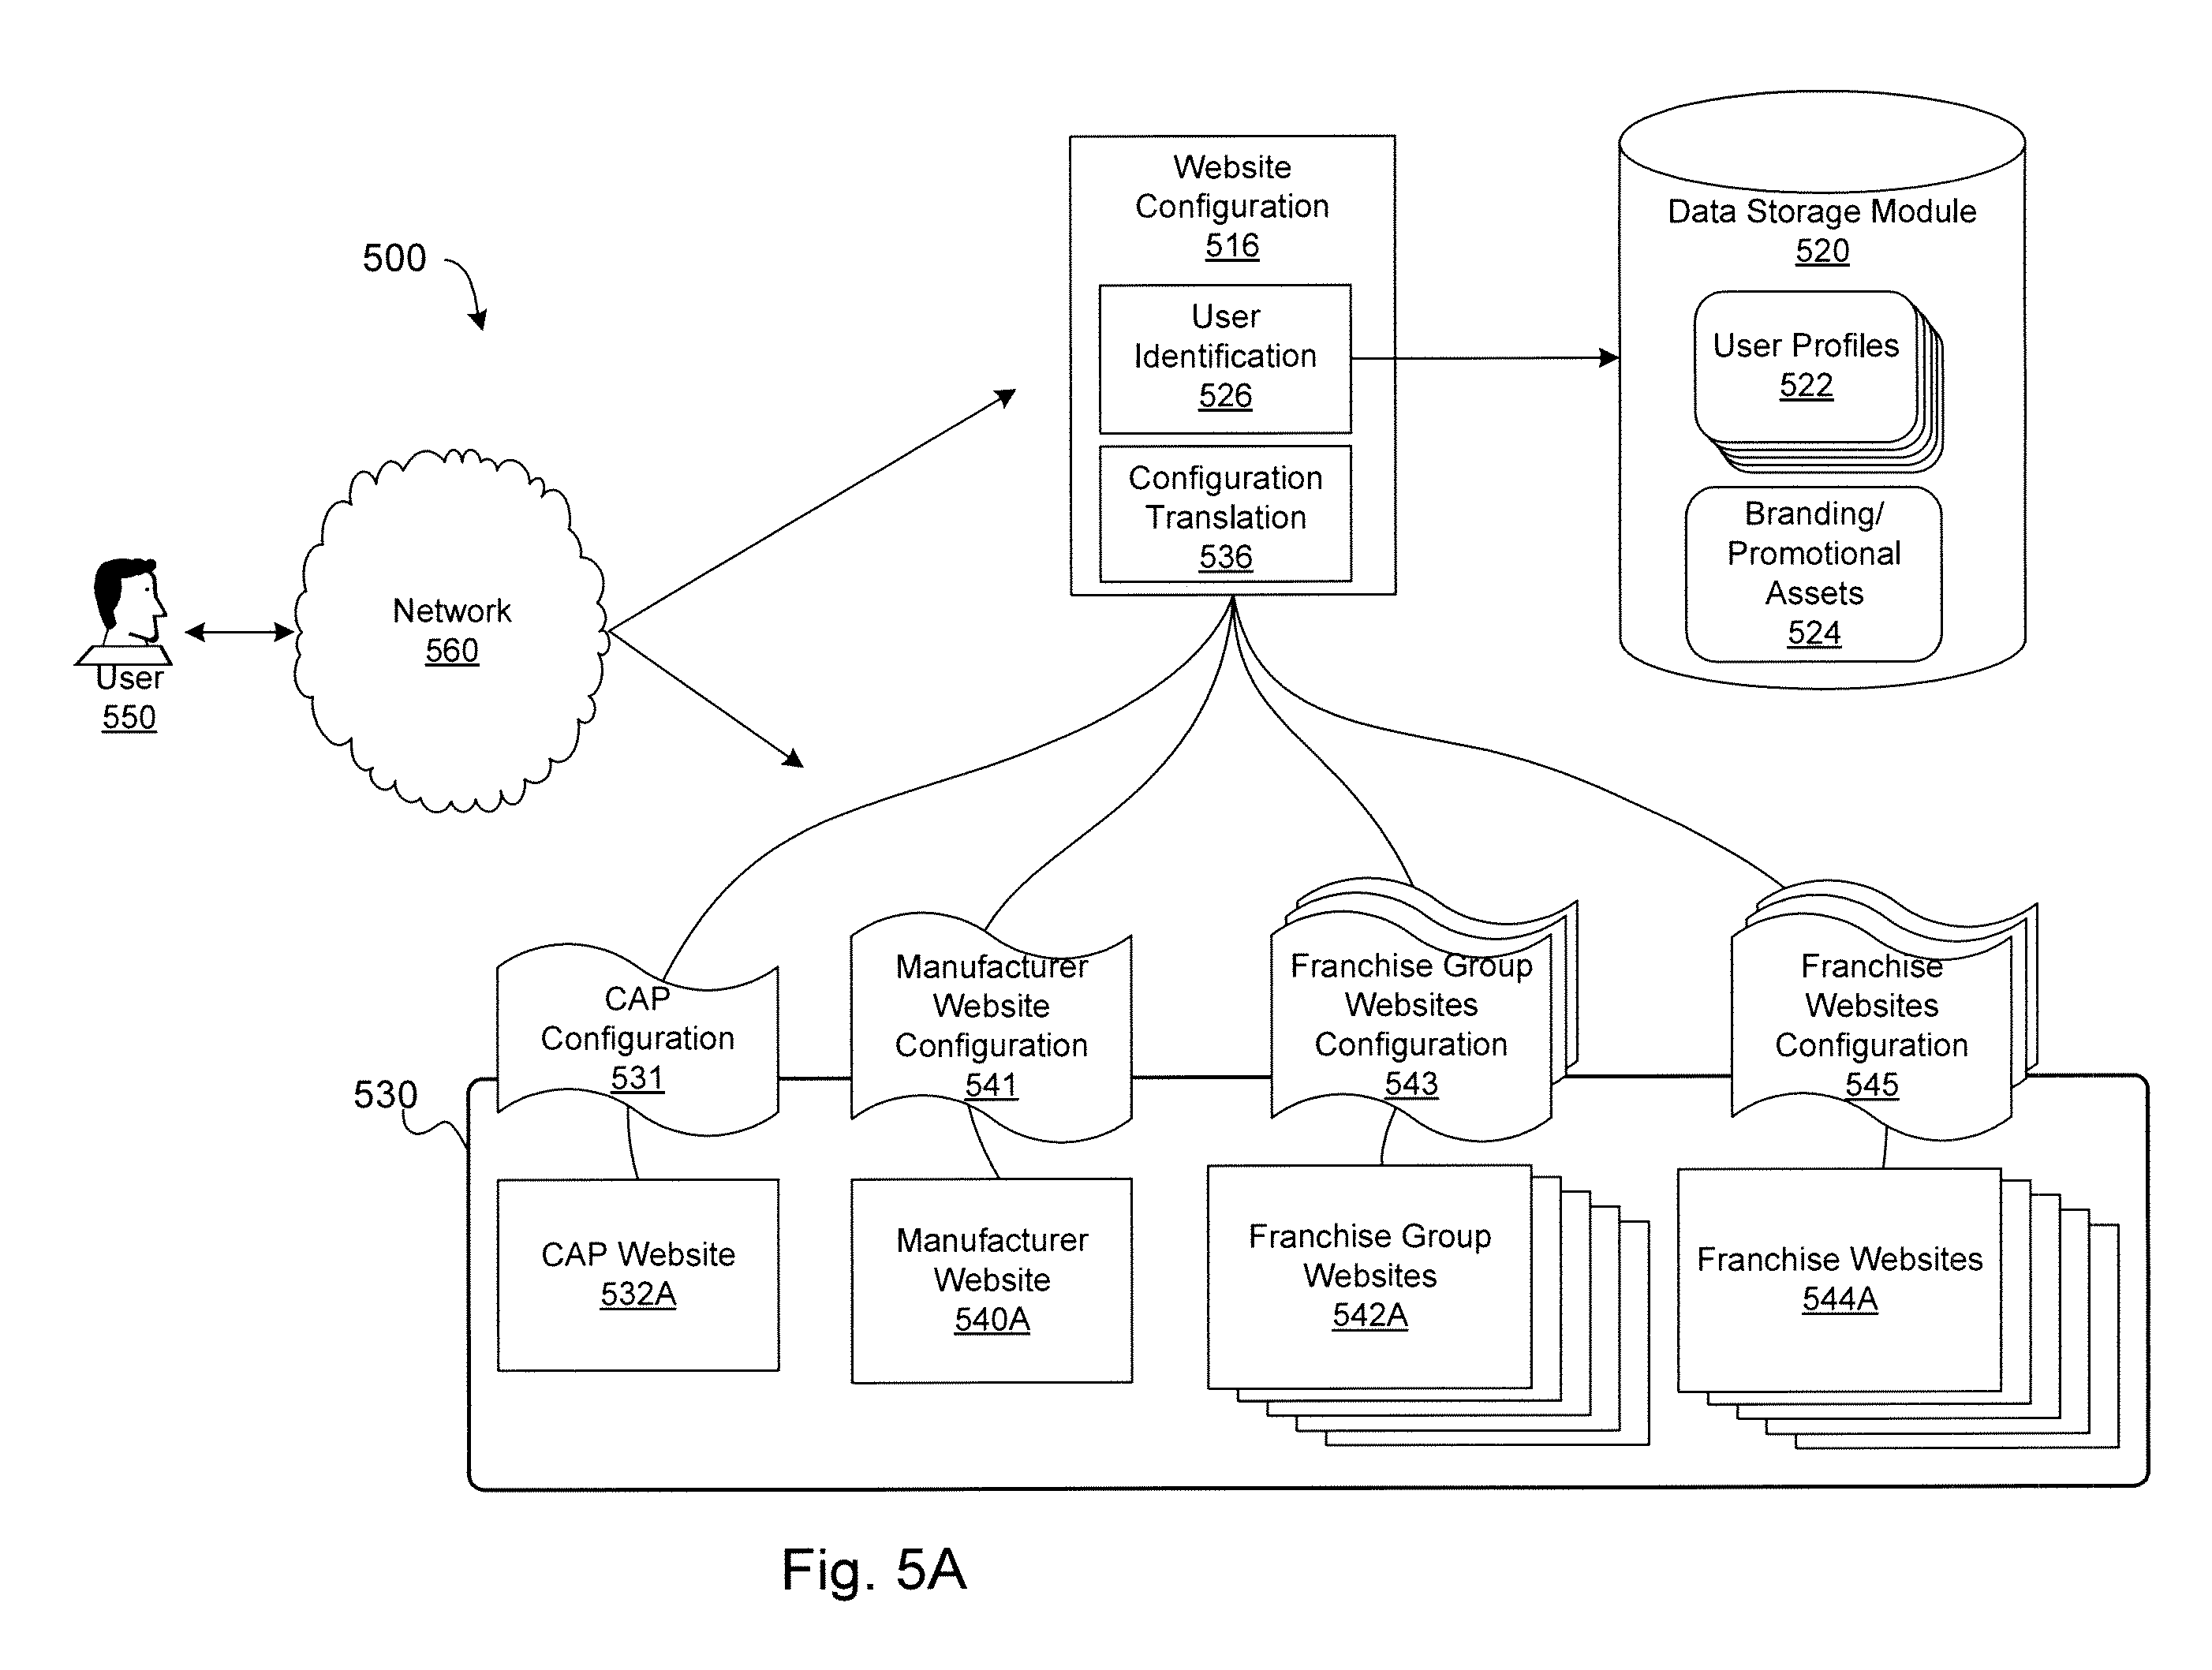 500
Website
Configuration
516
User
Identification
526
Configuration
Translation
536
Data Storage Module
520
User Profiles
522
Branding/
Promotional
Assets
524
User
550
Network
560
CAP
Configuration
531
Manufacturer
Website
Configuration
541
Franchise Group
Websites
Configuration
543
Franchise
Websites
Configuration
545
530
CAP Website
532A
Manufacturer
Website
540A
Franchise Group
Websites
542A
Franchise Websites
544A
Fig. 5A